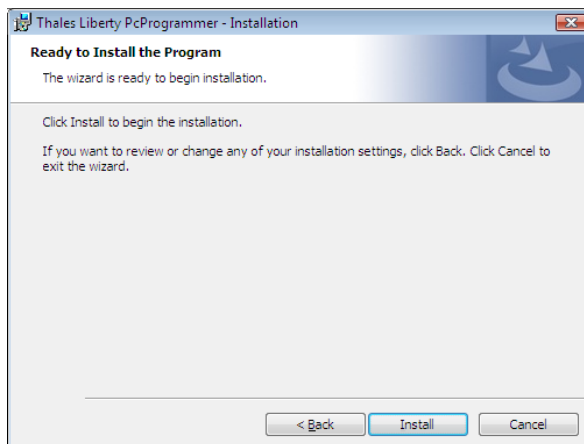 Thales Liberty PcProgrammer - Installation
Ready to Install the Program
The wizard is ready to begin installation.
Click Install to begin the installation.
If you want to review or change any of your installation settings, click Back. Click Cancel to
exit the wizard.
< Back
Install
Cancel